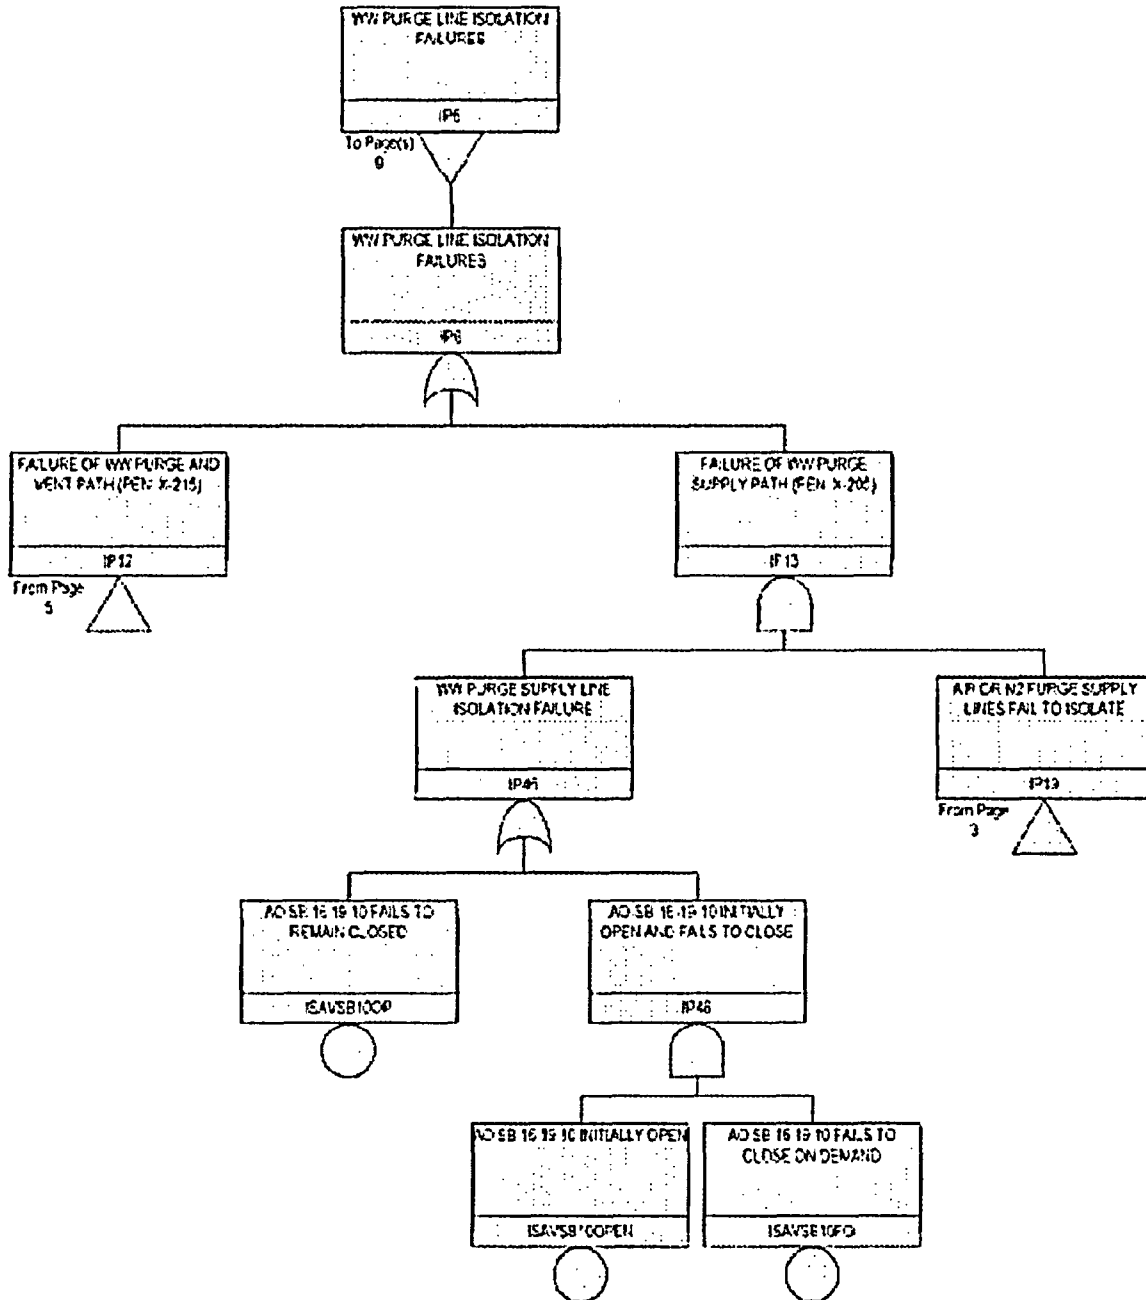 WW PURGE LINE ISOLATION
FAILURES
IP6
To Page(s)
9
WW PURGE LINE ISOLATION
FAILURES
IP6
FAILURE OF WW PURGE AND
VENT PATH (PEN. X-215)
IP12
From Page
5
FAILURE OF WW PURGE
SUPPLY PATH (PEN. X-205)
IP13
WW PURGE SUPPLY LINE
ISOLATION FAILURE
AIR OR N2 PURGE SUPPLY
LINES FAIL TO ISOLATE
IP19
From Page
3
AO SB 16-19-10 FAILS TO
REMAIN CLOSED
ISAVSB10OP
AO-SB 16-19-10 INITIALLY
OPEN AND FAILS TO CLOSE
IP46
AO SB 16 19 10 INITIALLY OPEN
ISAVSB10OPEN
AO SB 16 19 10 FAILS TO
CLOSE ON DEMAND